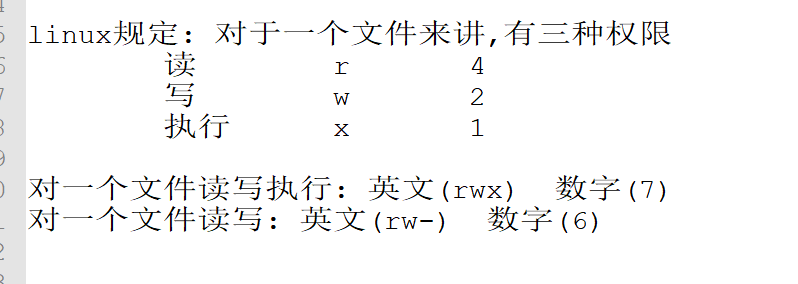 linux规定: 对于一个文件来讲,有三种权限
读 r 4
写 w 2
执行 x 1
对一个文件读写执行: 英文(rwx) 数字(7)
对一个文件读写: 英文(rw-) 数字(6)